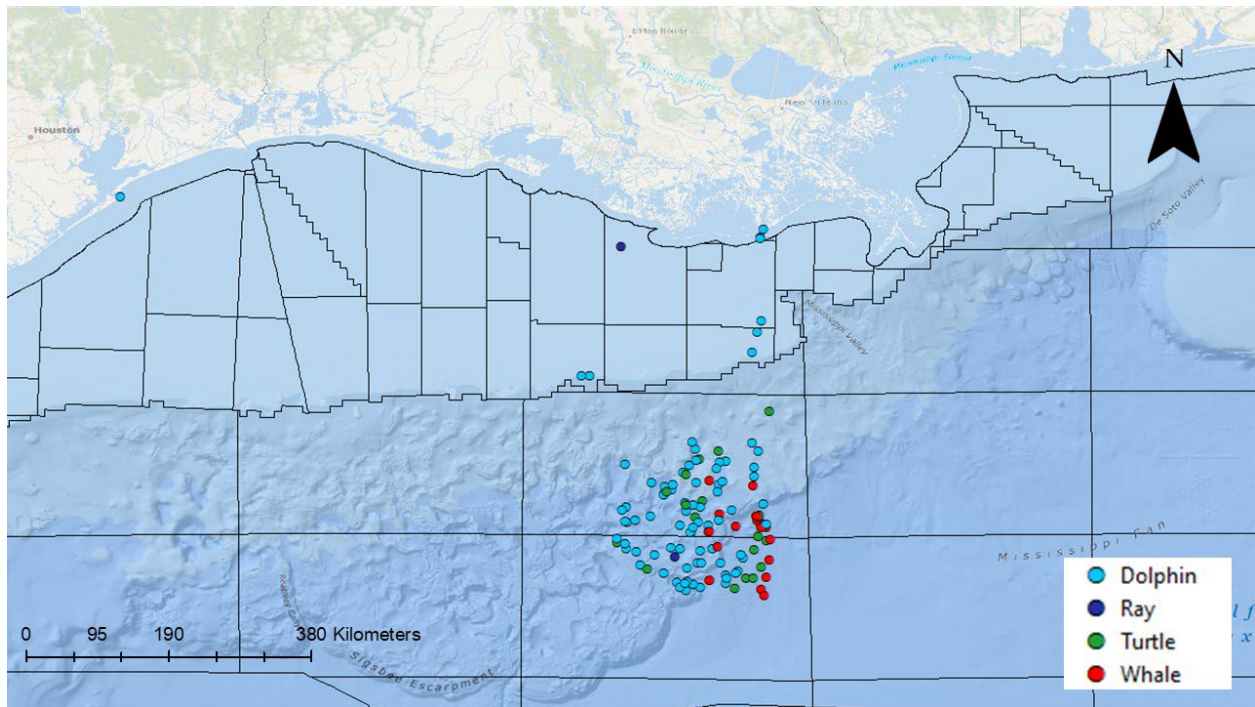 Baton Rouge
Mississippi Sound
N
Mississippi River
New Orleans
Houston
De Soto Valley
Mississippi Valley
Mississippi Fan
Dolphin
Ray
Turtle
Whale
0 95 190 380 Kilometers
Sigsbee Escarpment